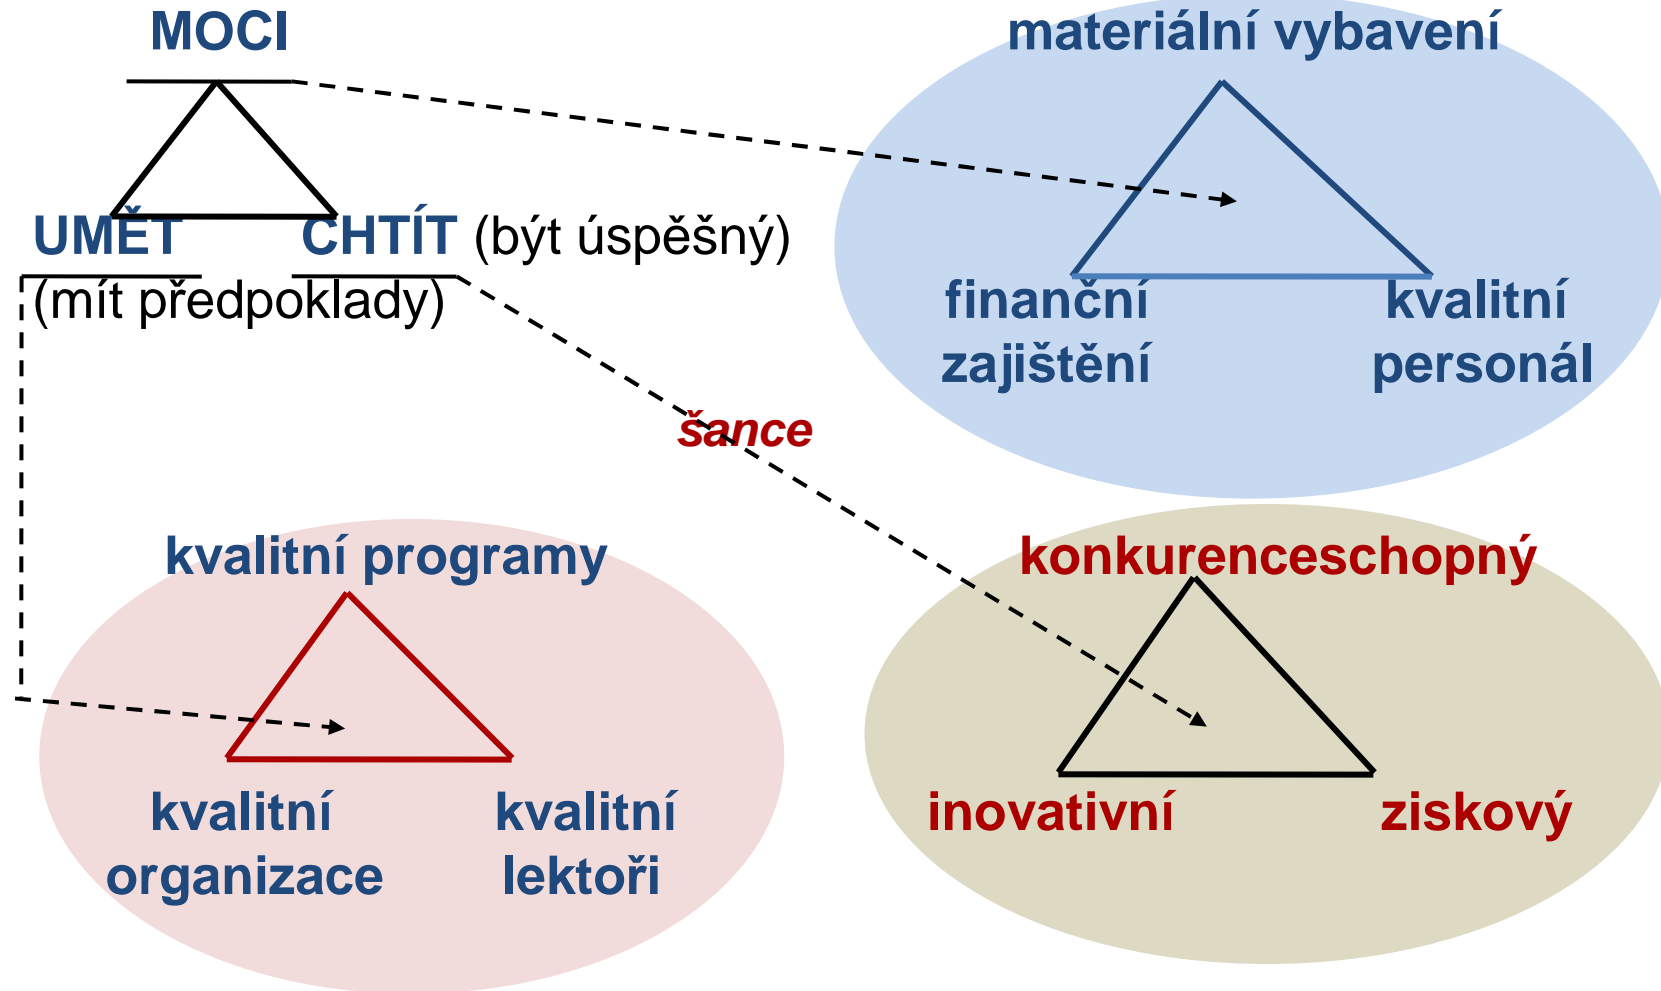 MOCI
materiální vybavení
UMĚT CHTÍT (být úspěšný)
(mít předpoklady)
finanční kvalitní
zajištění personál
šance
kvalitní programy
konkurenceschopný
kvalitní kvalitní
organizace lektoři
inovativní ziskový